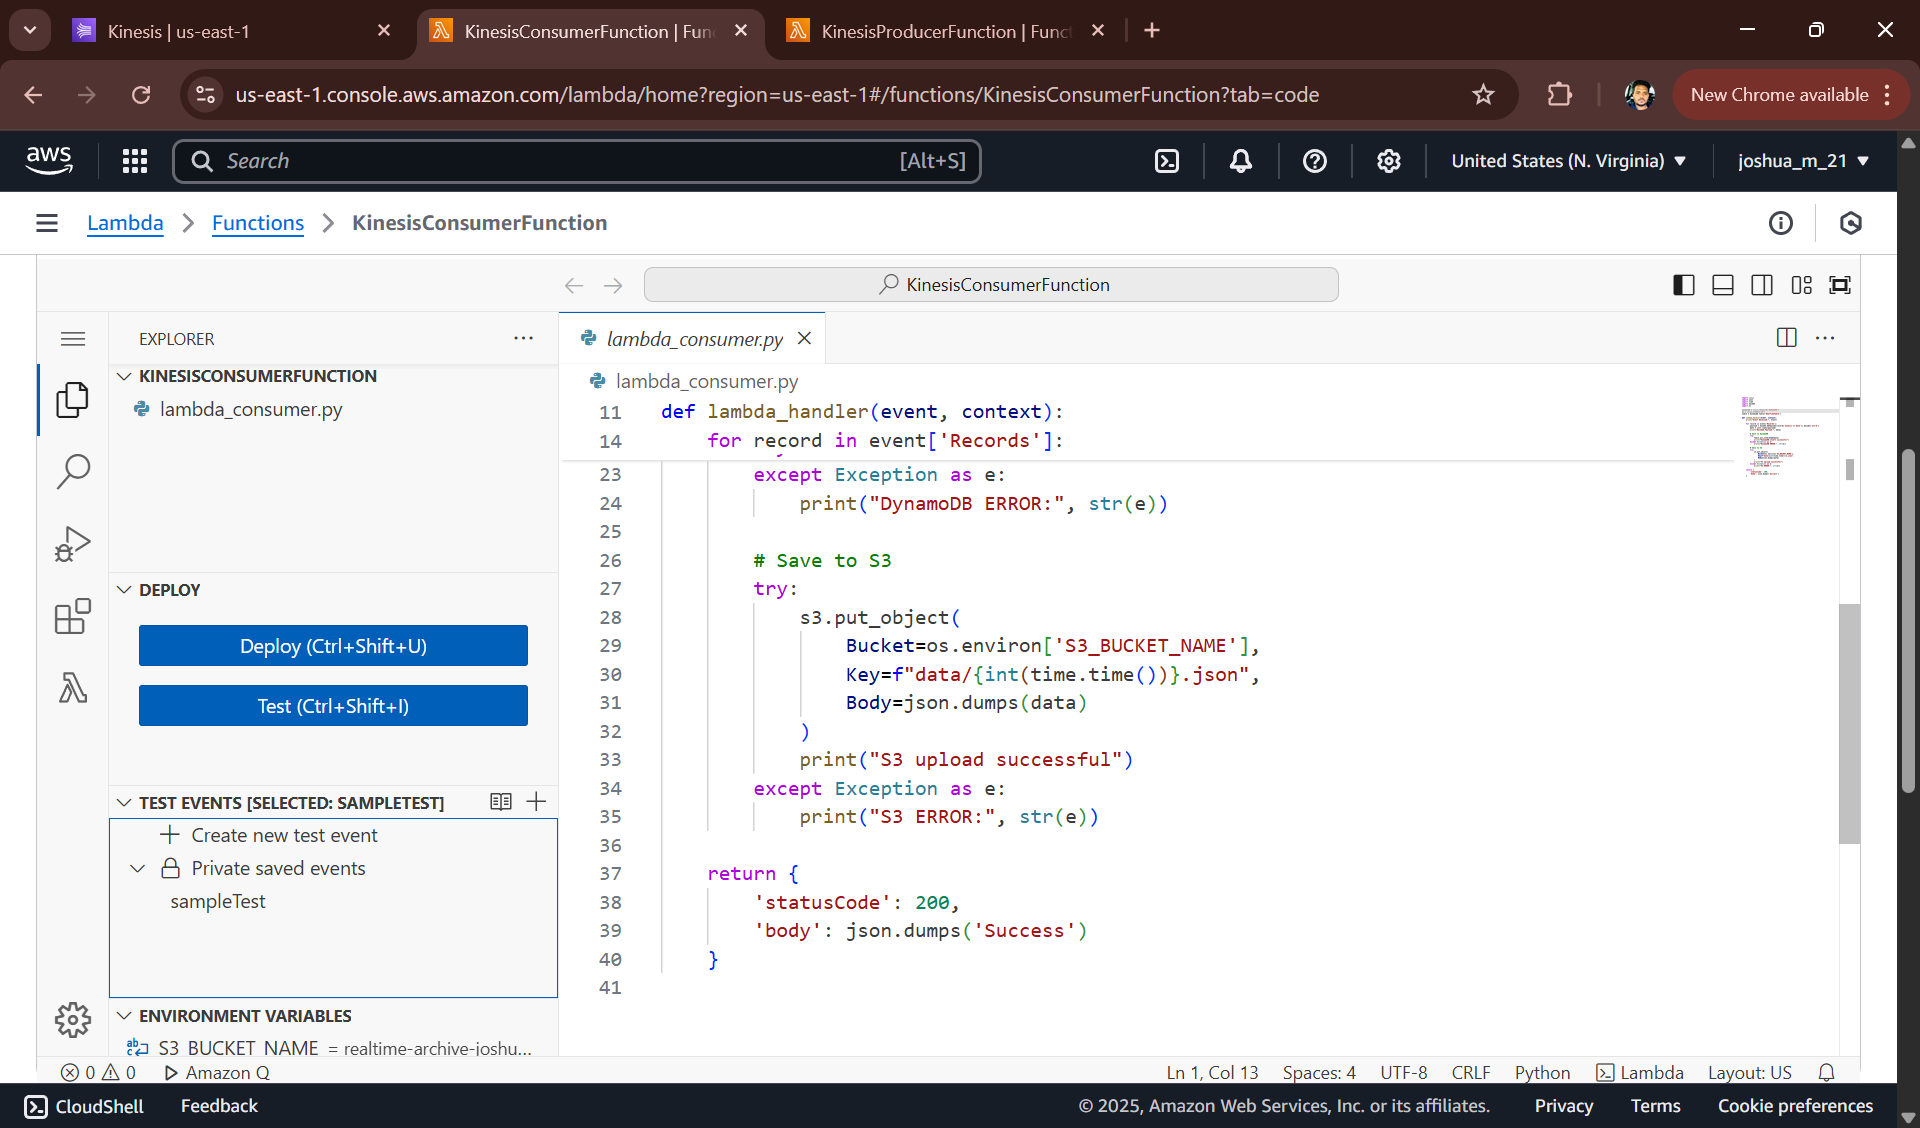 Kinesis | us-east-1
KinesisConsumerFunction | Fun
KinesisProducerFunction | Funct
us-east-1.console.aws.amazon.com/lambda/home?region=us-east-1#/functions/KinesisConsumerFunction?tab=code
New Chrome available
aws
Search
[Alt+S]
United States (N. Virginia)
joshua_m_21
Lambda
Functions
KinesisConsumerFunction
KinesisConsumerFunction
EXPLORER
KINESISCONSUMERFUNCTION
lambda_consumer.py
DEPLOY
Deploy (Ctrl+Shift+U)
Test (Ctrl+Shift+I)
TEST EVENTS [SELECTED: SAMPLETEST]
Create new test event
Private saved events
sampleTest
ENVIRONMENT VARIABLES
S3_BUCKET_NAME = realtime-archive-joshu...
lambda_consumer.py
lambda_consumer.py
11 def lambda_handler(event, context):
14 for record in event['Records']:
23 except Exception as e:
24 print("DynamoDB ERROR:", str(e))
25
26 # Save to S3
27 try:
28 s3.put_object(
29 Bucket=os.environ['S3_BUCKET_NAME'],
30 Key=f"data/{int(time.time())}.json",
31 Body=json.dumps(data)
32 )
33 print("S3 upload successful")
34 except Exception as e:
35 print("S3 ERROR:", str(e))
36
37 return {
38 'statusCode': 200,
39 'body': json.dumps('Success')
40 }
41
0 0 Amazon Q
Ln 1, Col 13 Spaces: 4 UTF-8 CRLF Python Lambda Layout: US
CloudShell Feedback
© 2025, Amazon Web Services, Inc. or its affiliates. Privacy Terms Cookie preferences